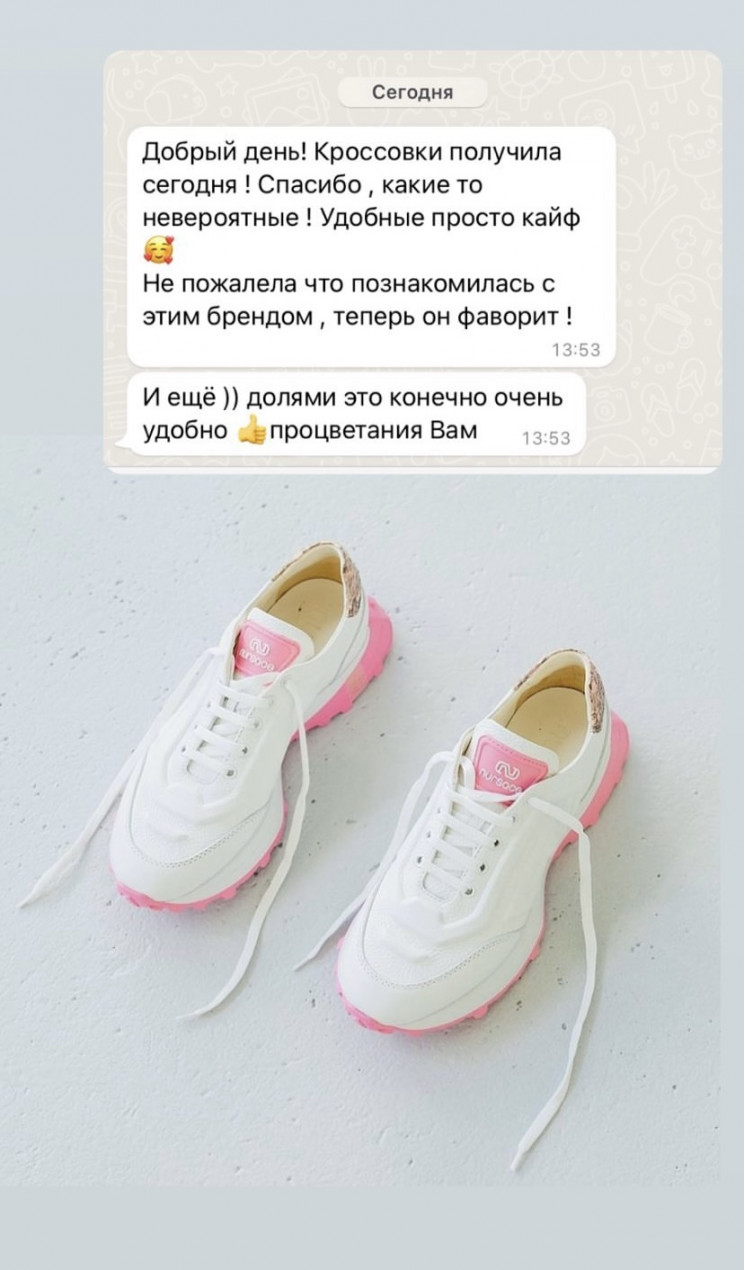 Сегодня
Добрый день! Кроссовки получила
сегодня ! Спасибо , какие то
невероятные ! Удобные просто кайф
🥰
Не пожалела что познакомилась с
этим брендом , теперь он фаворит !
13:53
И ещё )) долями это конечно очень
удобно 👍процветания Вам
13:53